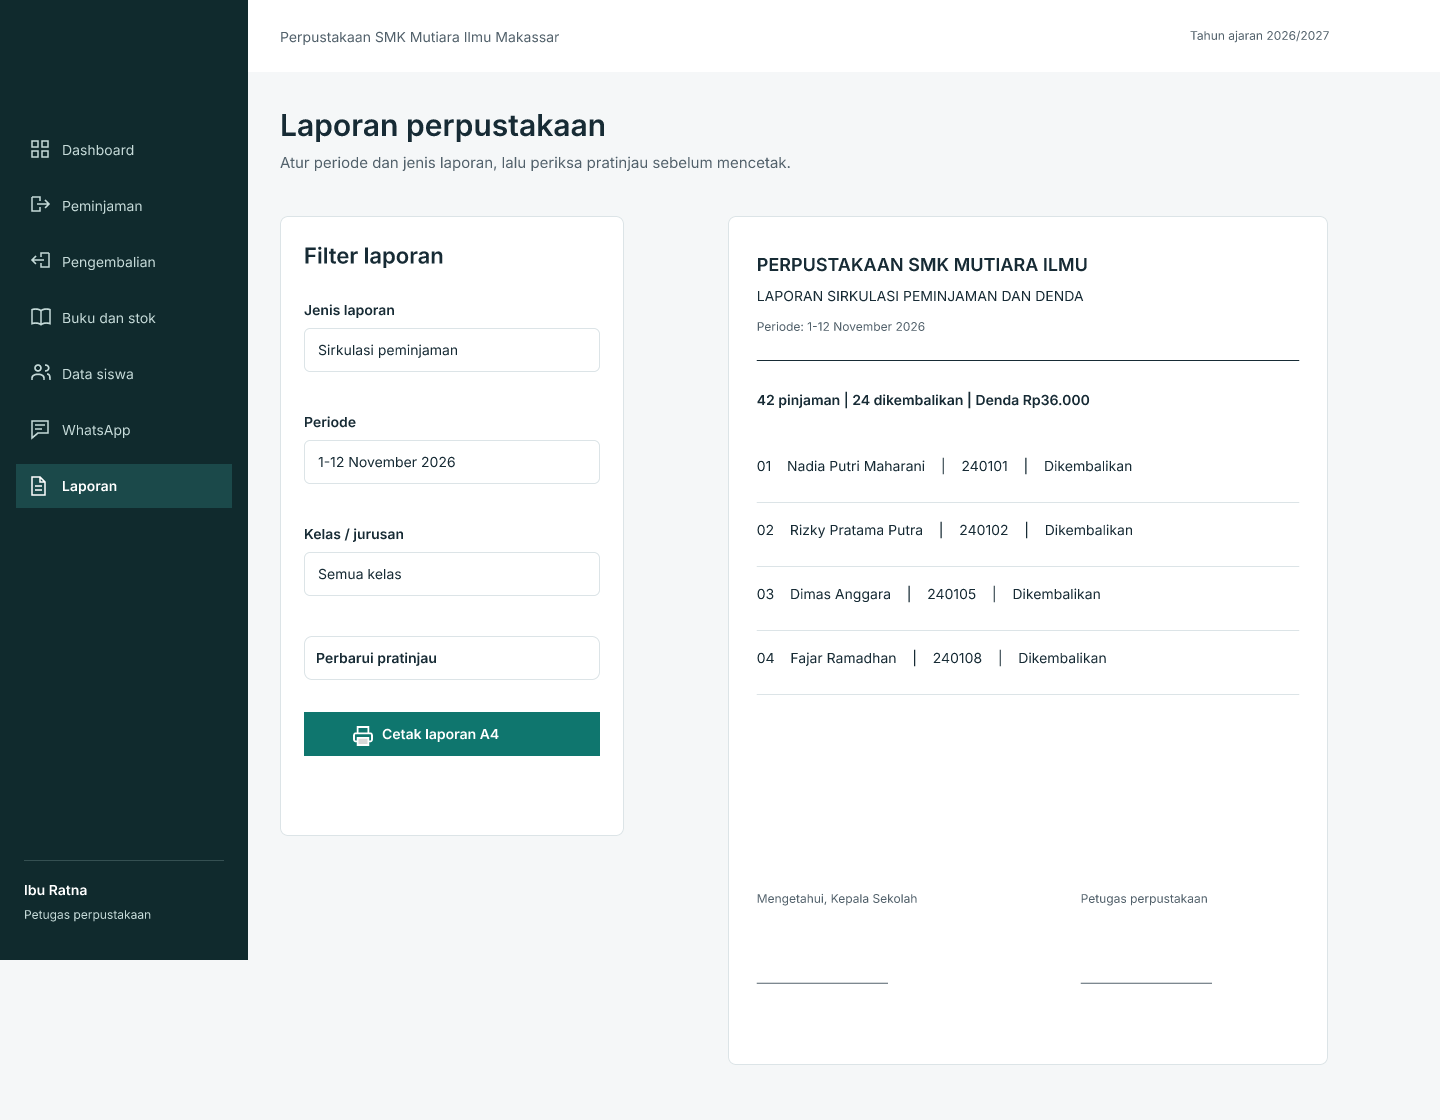 Perpustakaan SMK Mutiara Ilmu Makassar
Tahun ajaran 2026/2027
Dashboard
Peminjaman
Pengembalian
Buku dan stok
Data siswa
WhatsApp
Laporan
Ibu Ratna
Petugas perpustakaan
Laporan perpustakaan
Atur periode dan jenis laporan, lalu periksa pratinjau sebelum mencetak.
Filter laporan
Jenis laporan
Sirkulasi peminjaman
Periode
1-12 November 2026
Kelas / jurusan
Semua kelas
Perbarui pratinjau
Cetak laporan A4
PERPUSTAKAAN SMK MUTIARA ILMU
LAPORAN SIRKULASI PEMINJAMAN DAN DENDA
Periode: 1-12 November 2026
42 pinjaman | 24 dikembalikan | Denda Rp36.000
01 Nadia Putri Maharani | 240101 | Dikembalikan
02 Rizky Pratama Putra | 240102 | Dikembalikan
03 Dimas Anggara | 240105 | Dikembalikan
04 Fajar Ramadhan | 240108 | Dikembalikan
Mengetahui, Kepala Sekolah
Petugas perpustakaan